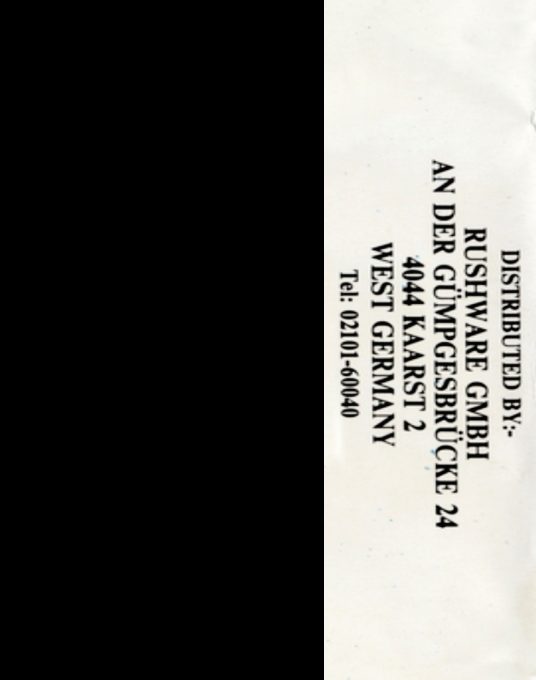 DISTRIBUTED BY:-
RUSHWARE GMBH
AN DER GÜMPGESBRÜCKE 24
4044 KAARST 2
WEST GERMANY
Tel: 02101-60040